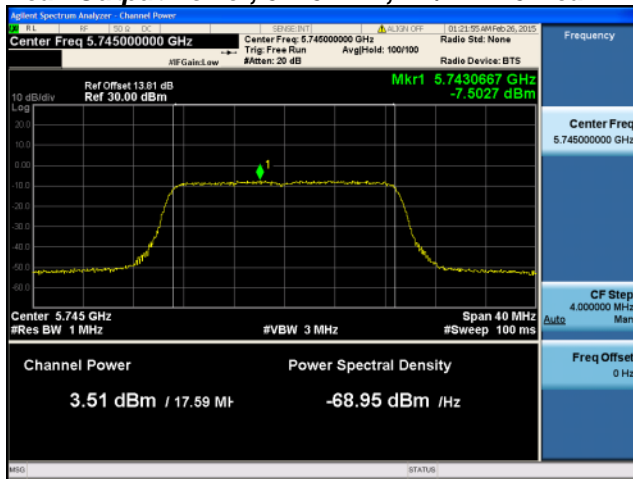 Agilent Spectrum Analyzer - Channel Power
RL RF 50 Ω DC SENSE:INT ALIGN OFF 01:21:55 AM Feb 26, 2015
Center Freq 5.745000000 GHz
Center Freq: 5.745000000 GHz
Radio Std: None
Trig: Free Run Avg|Hold: 100/100
#IFGain:Low
#Atten: 20 dB
Radio Device: BTS
Frequency
Mkr1 5.7430667 GHz
-7.5027 dBm
Ref Offset 13.81 dB
10 dB/div Ref 30.00 dBm
Log
20.0
10.0
0.00
-10.0
-20.0
-30.0
-40.0
-50.0
-60.0
1
Center 5.745 GHz
Span 40 MHz
#Res BW 1 MHz
#VBW 3 MHz
#Sweep 100 ms
Channel Power
Power Spectral Density
3.51 dBm / 17.59 MH
-68.95 dBm /Hz
Center Freq
5.745000000 GHz
CF Step
4.000000 MHz
Auto Man
Freq Offset
0 Hz
MSG
STATUS